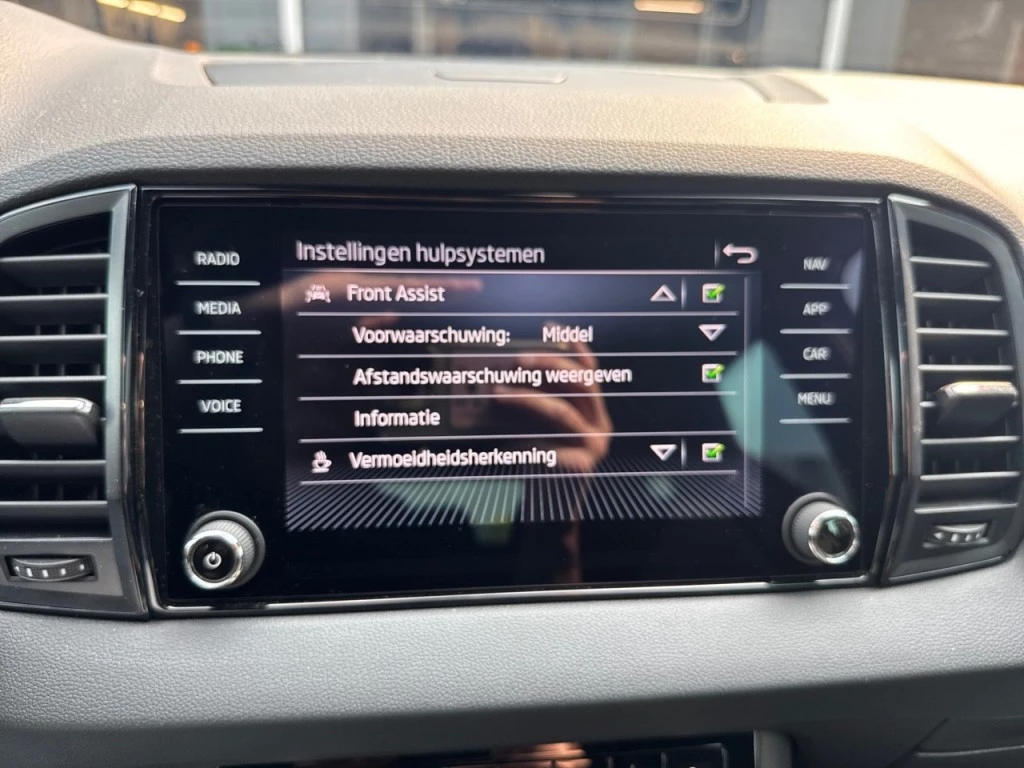 Instellingen hulpsystemen
RADIO
MEDIA
PHONE
VOICE
Front Assist
Voorwaarschuwing: Middel
Afstandswaarschuwing weergeven
Informatie
Vermoeidheidsherkenning
NAV
APP
CAR
MENU